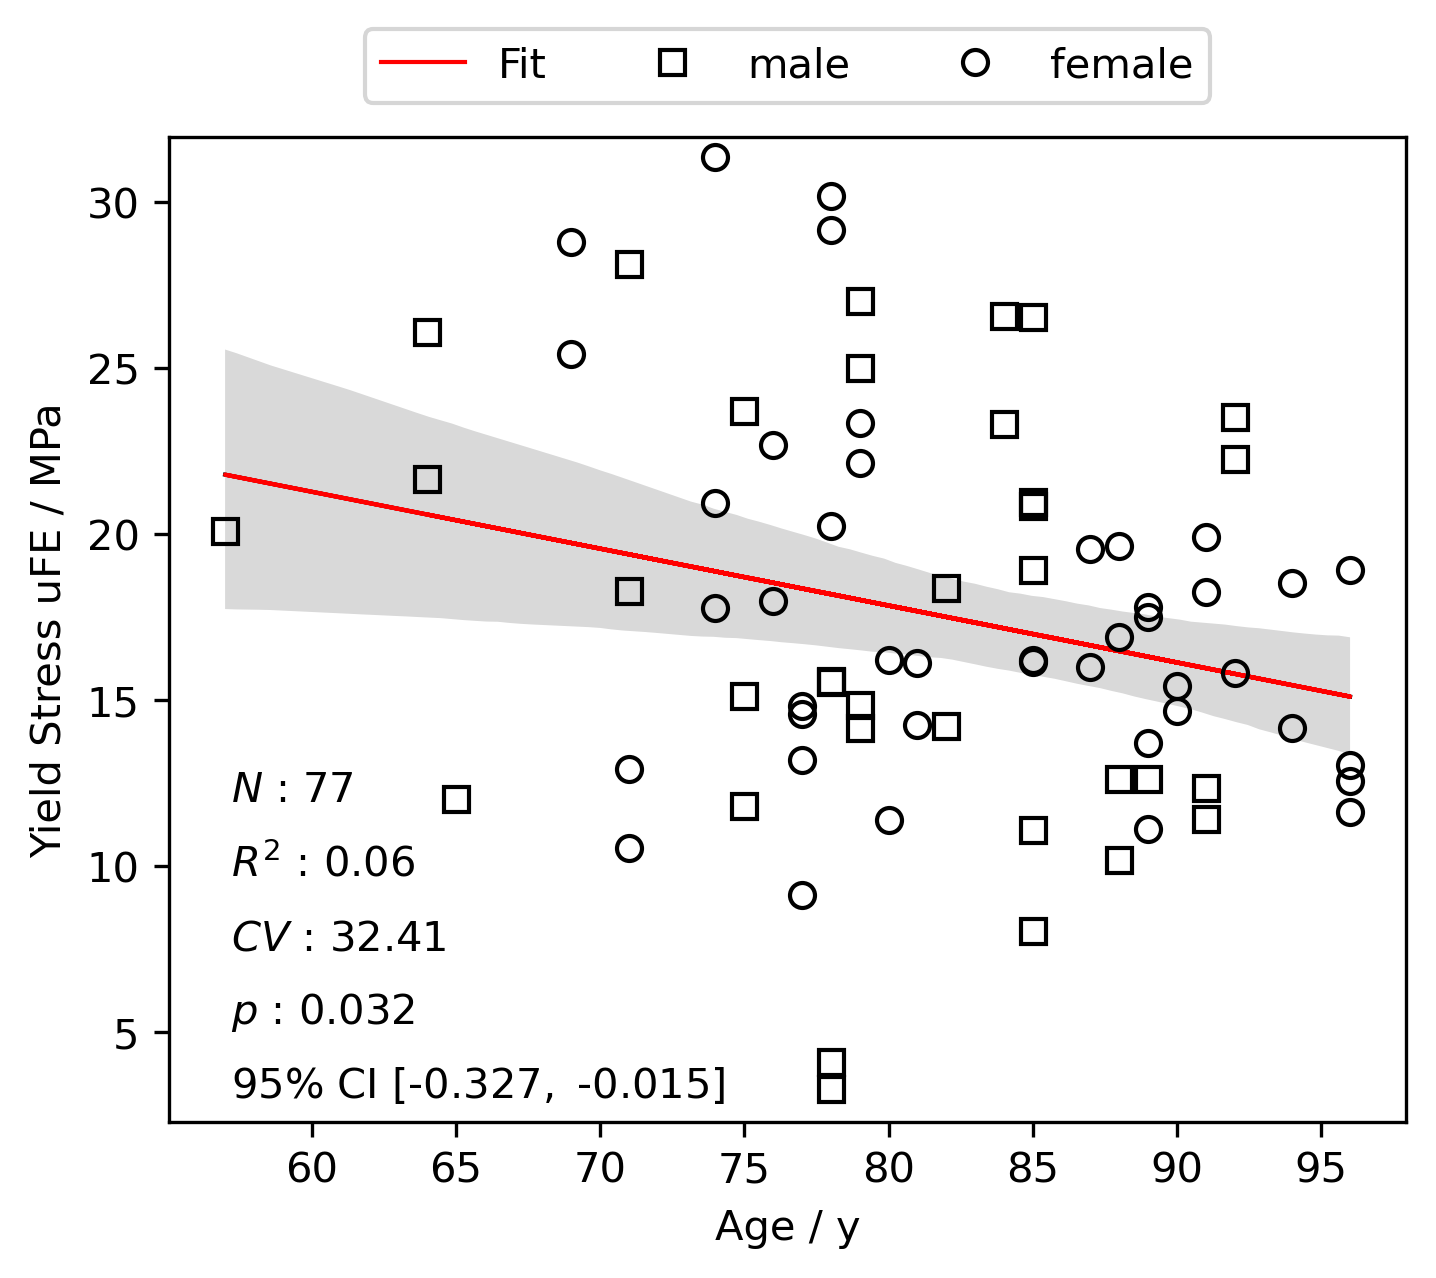 Fit male female
Yield Stress uFE / MPa
30
25
20
15
10
5
N : 77
R² : 0.06
CV : 32.41
p : 0.032
95% CI [-0.327, -0.015]
60 65 70 75 80 85 90 95
Age / y